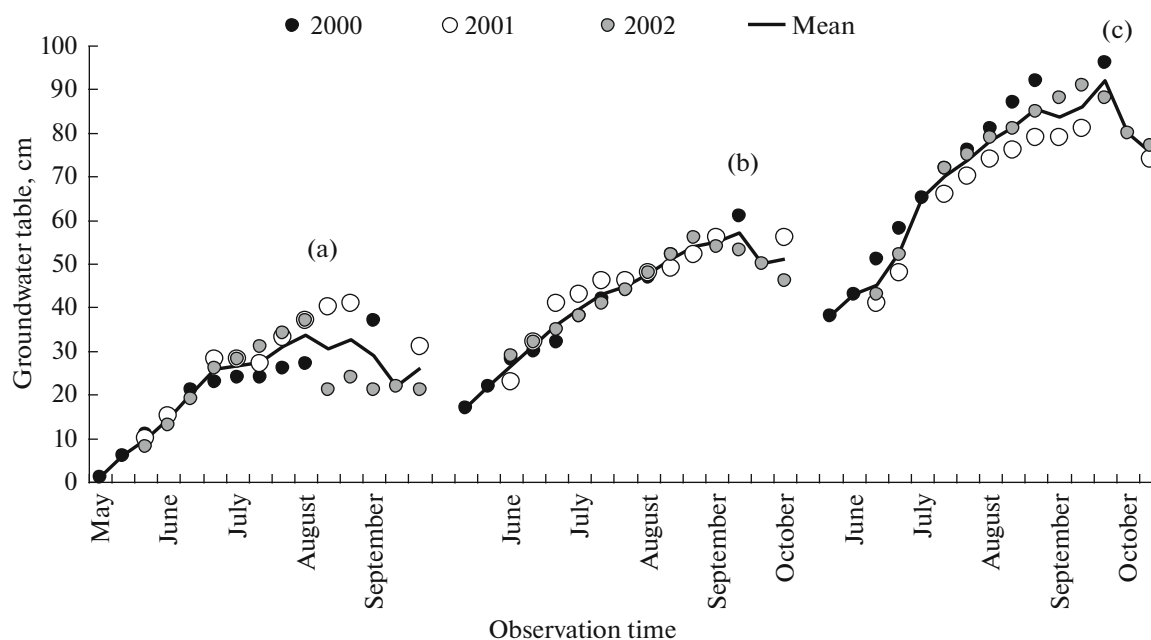 2000 2001 2002 Mean
(c)
100
90
80
70
60
50
40
30
20
10
0
Groundwater table, cm
(b)
(a)
May June July August September June July August September October June July August September October
Observation time